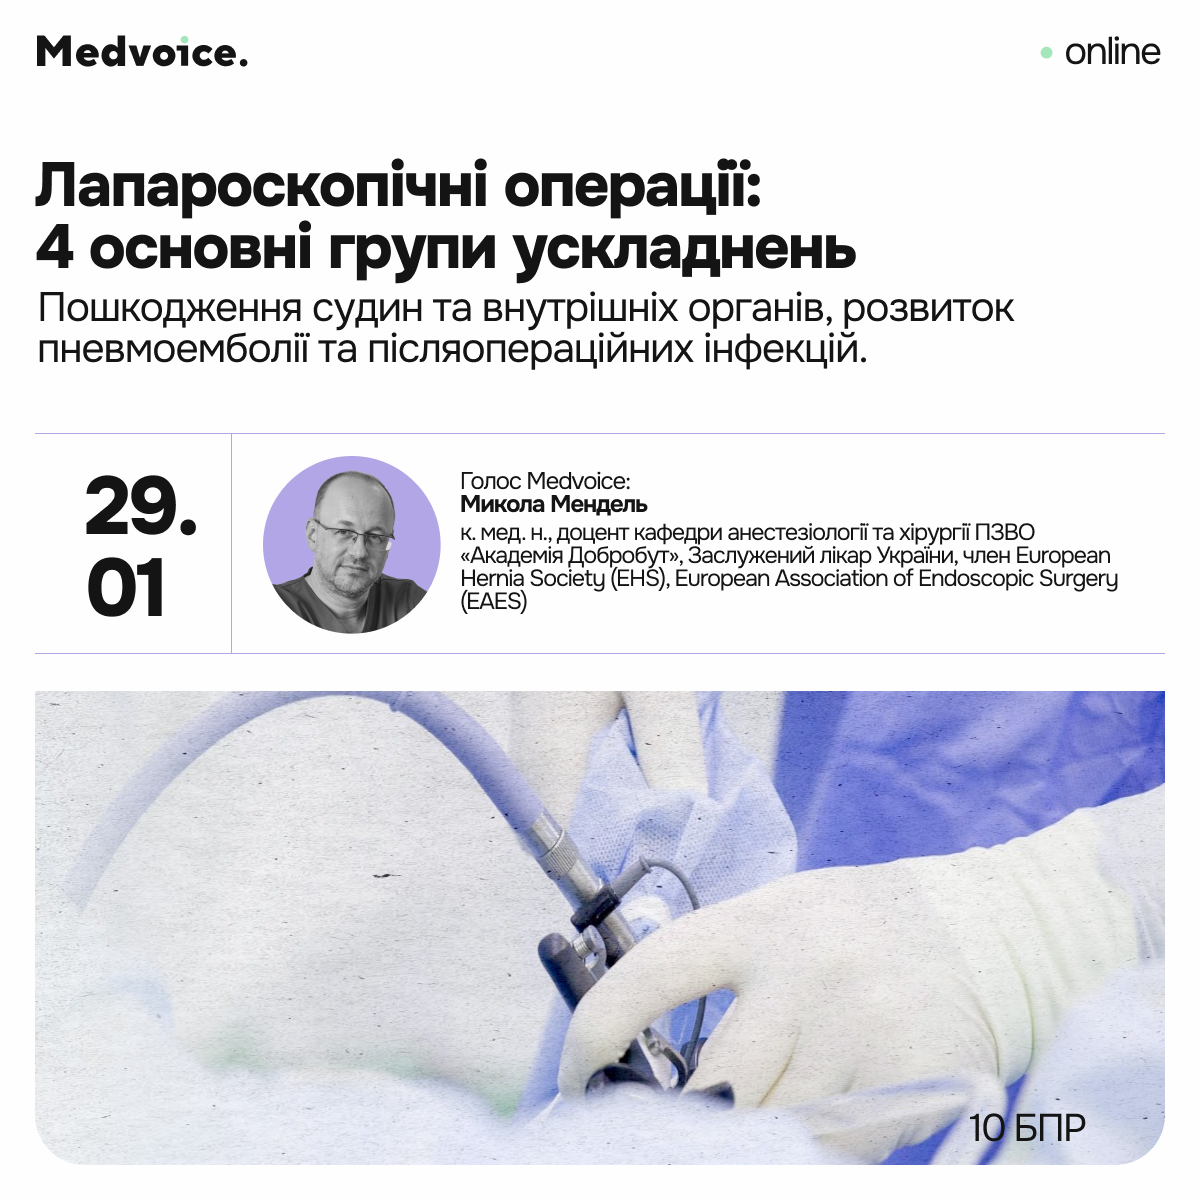 Medvoice.
online
Лапароскопічні операції:
4 основні групи ускладнень
Пошкодження судин та внутрішніх органів, розвиток
пневмоемболії та післяопераційних інфекцій.
29.
01
Голос Medvoice:
Микола Мендель
к. мед. н., доцент кафедри анестезіології та хірургії ПЗВО
«Академія Добробут», Заслужений лікар України, член European
Hernia Society (EHS), European Association of Endoscopic Surgery
(EAES)
10 БПР